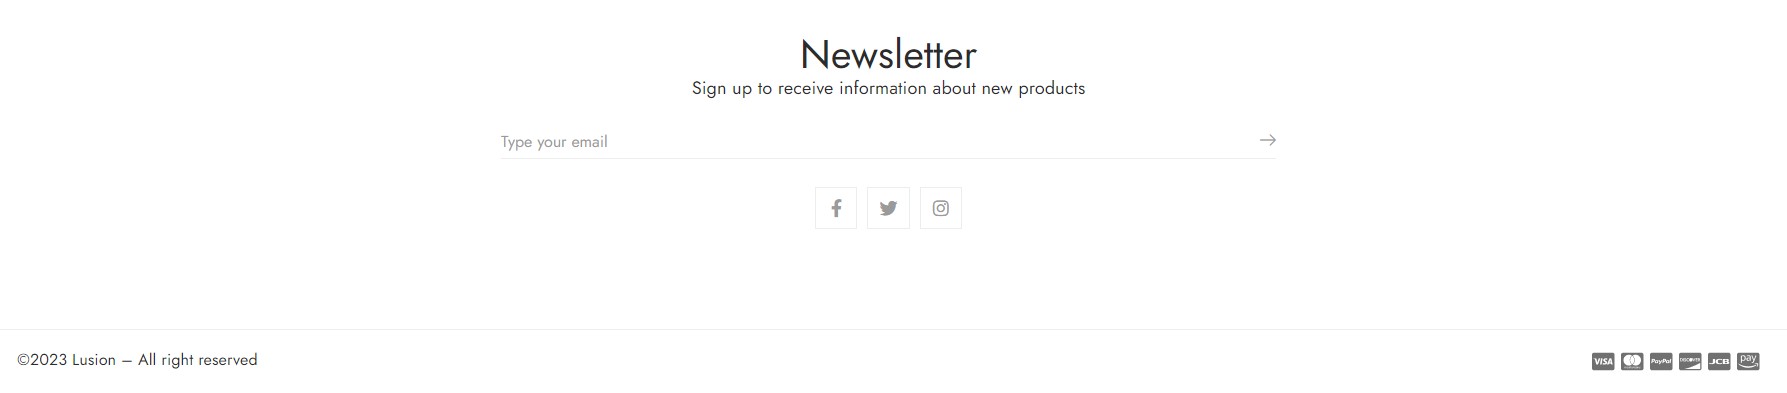 Newsletter
Sign up to receive information about new products
Type your email
©2023 Lusion – All right reserved
VISA PayPal DISCOVER JCB pay